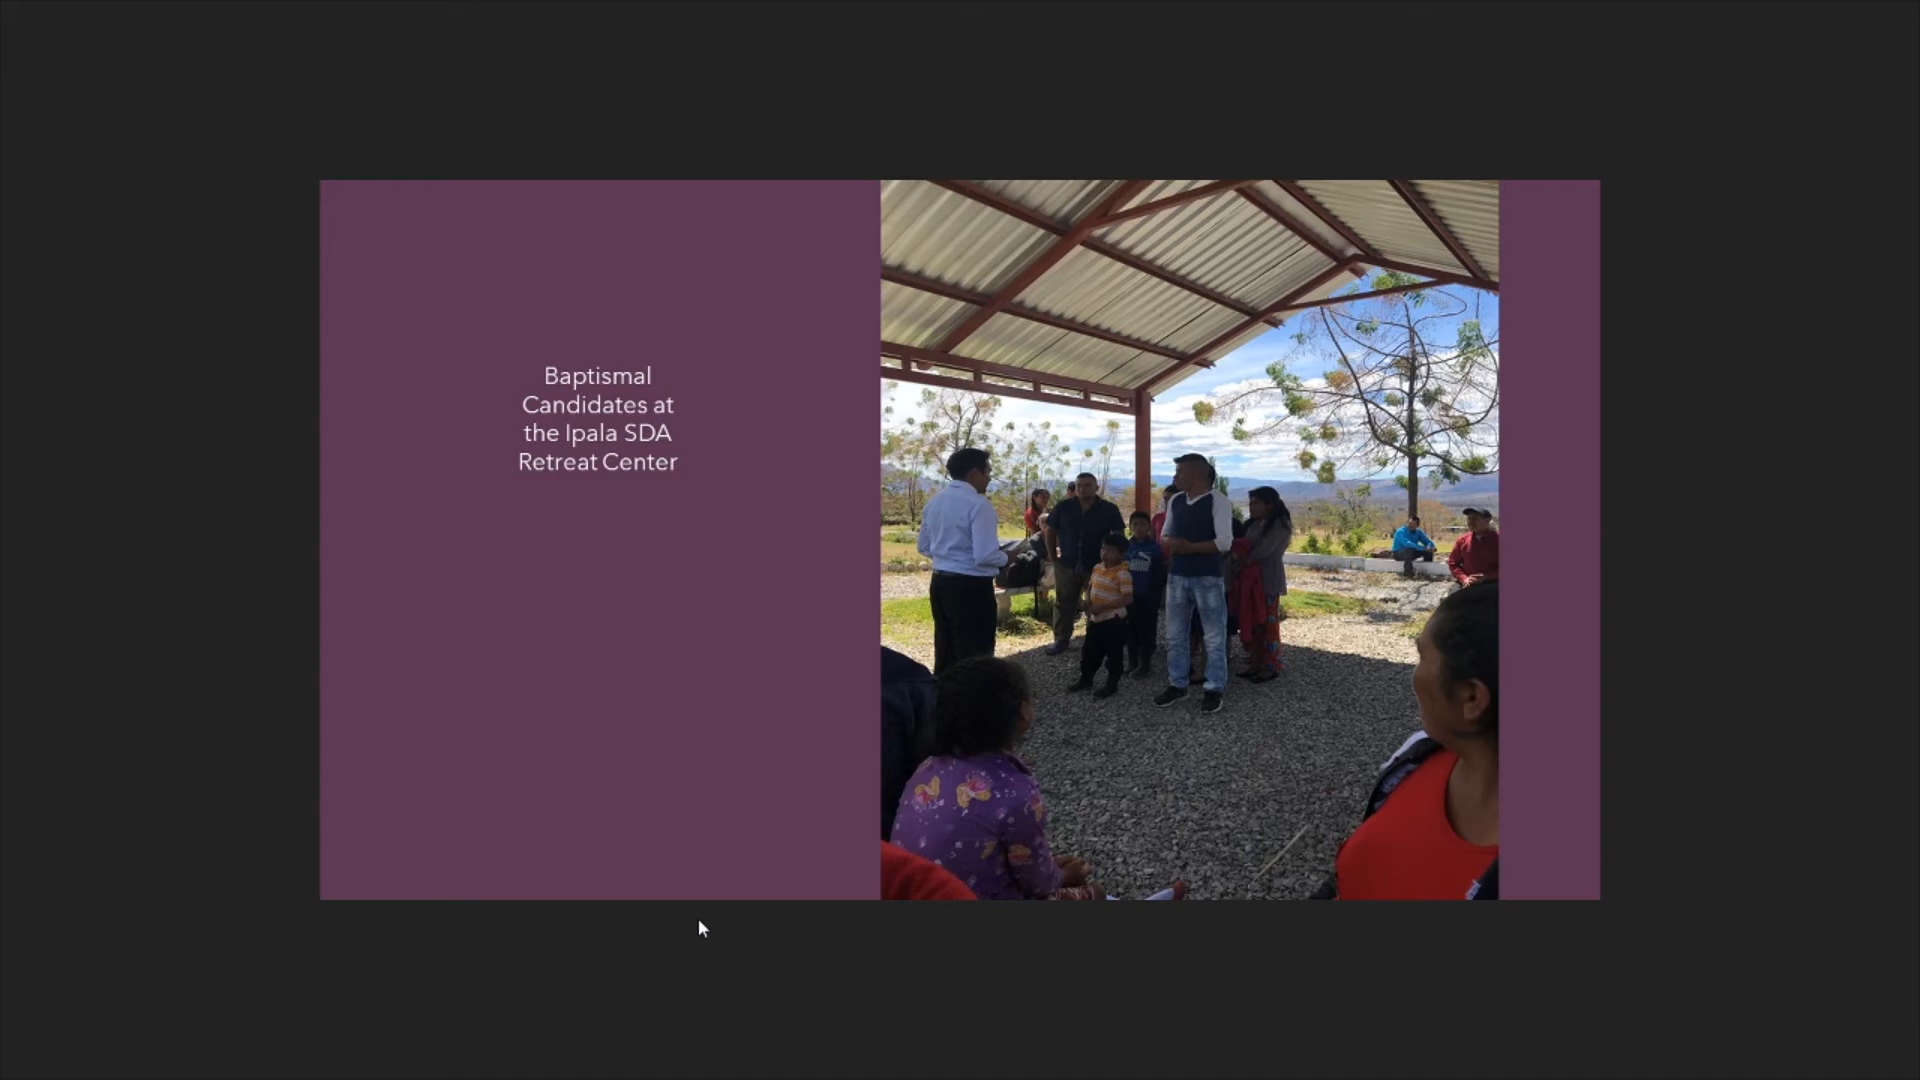 Baptismal
Candidates at
the Ipala SDA
Retreat Center